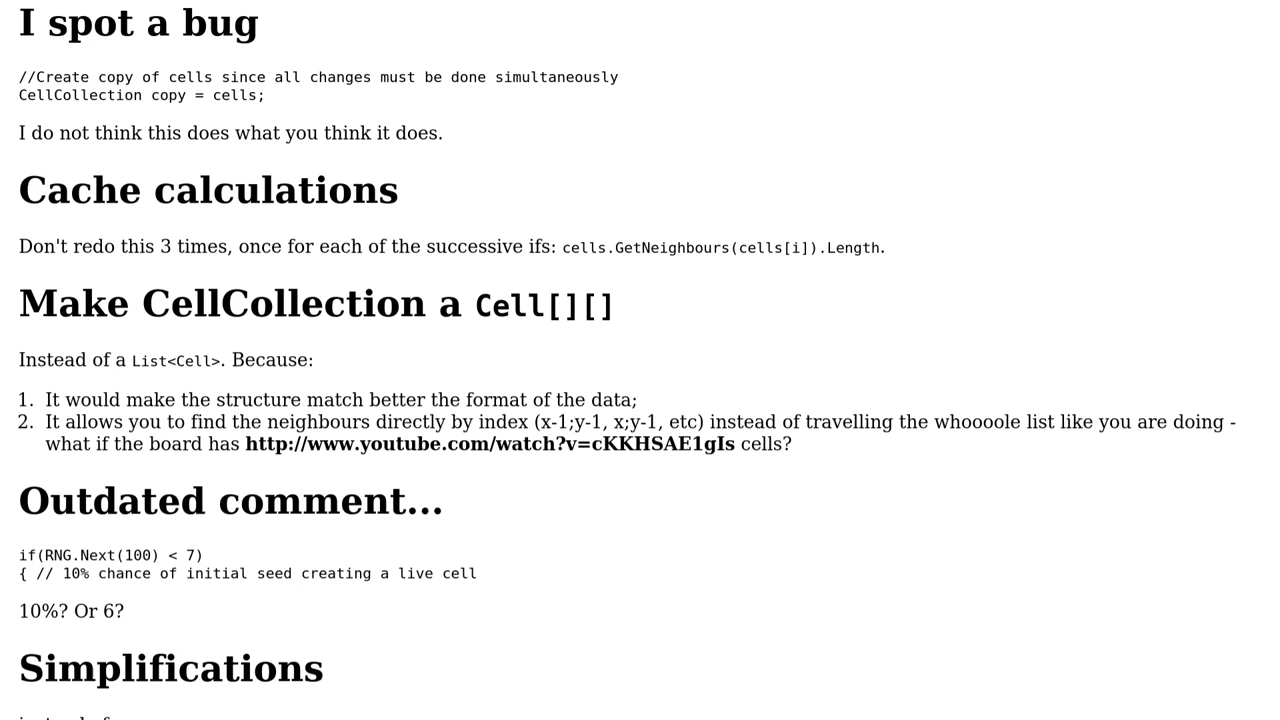 I spot a bug
//Create copy of cells since all changes must be done simultaneously
CellCollection copy = cells;
I do not think this does what you think it does.
Cache calculations
Don't redo this 3 times, once for each of the successive ifs: cells.GetNeighbours(cells[i]).Length.
Make CellCollection a Cell[][]
Instead of a List<Cell>. Because:
1. It would make the structure match better the format of the data;
2. It allows you to find the neighbours directly by index (x-1;y-1, x;y-1, etc) instead of travelling the whoooole list like you are doing -
what if the board has http://www.youtube.com/watch?v=cKKHSAE1gIs cells?
Outdated comment...
if(RNG.Next(100) < 7)
{ // 10% chance of initial seed creating a live cell
10%? Or 6?
Simplifications